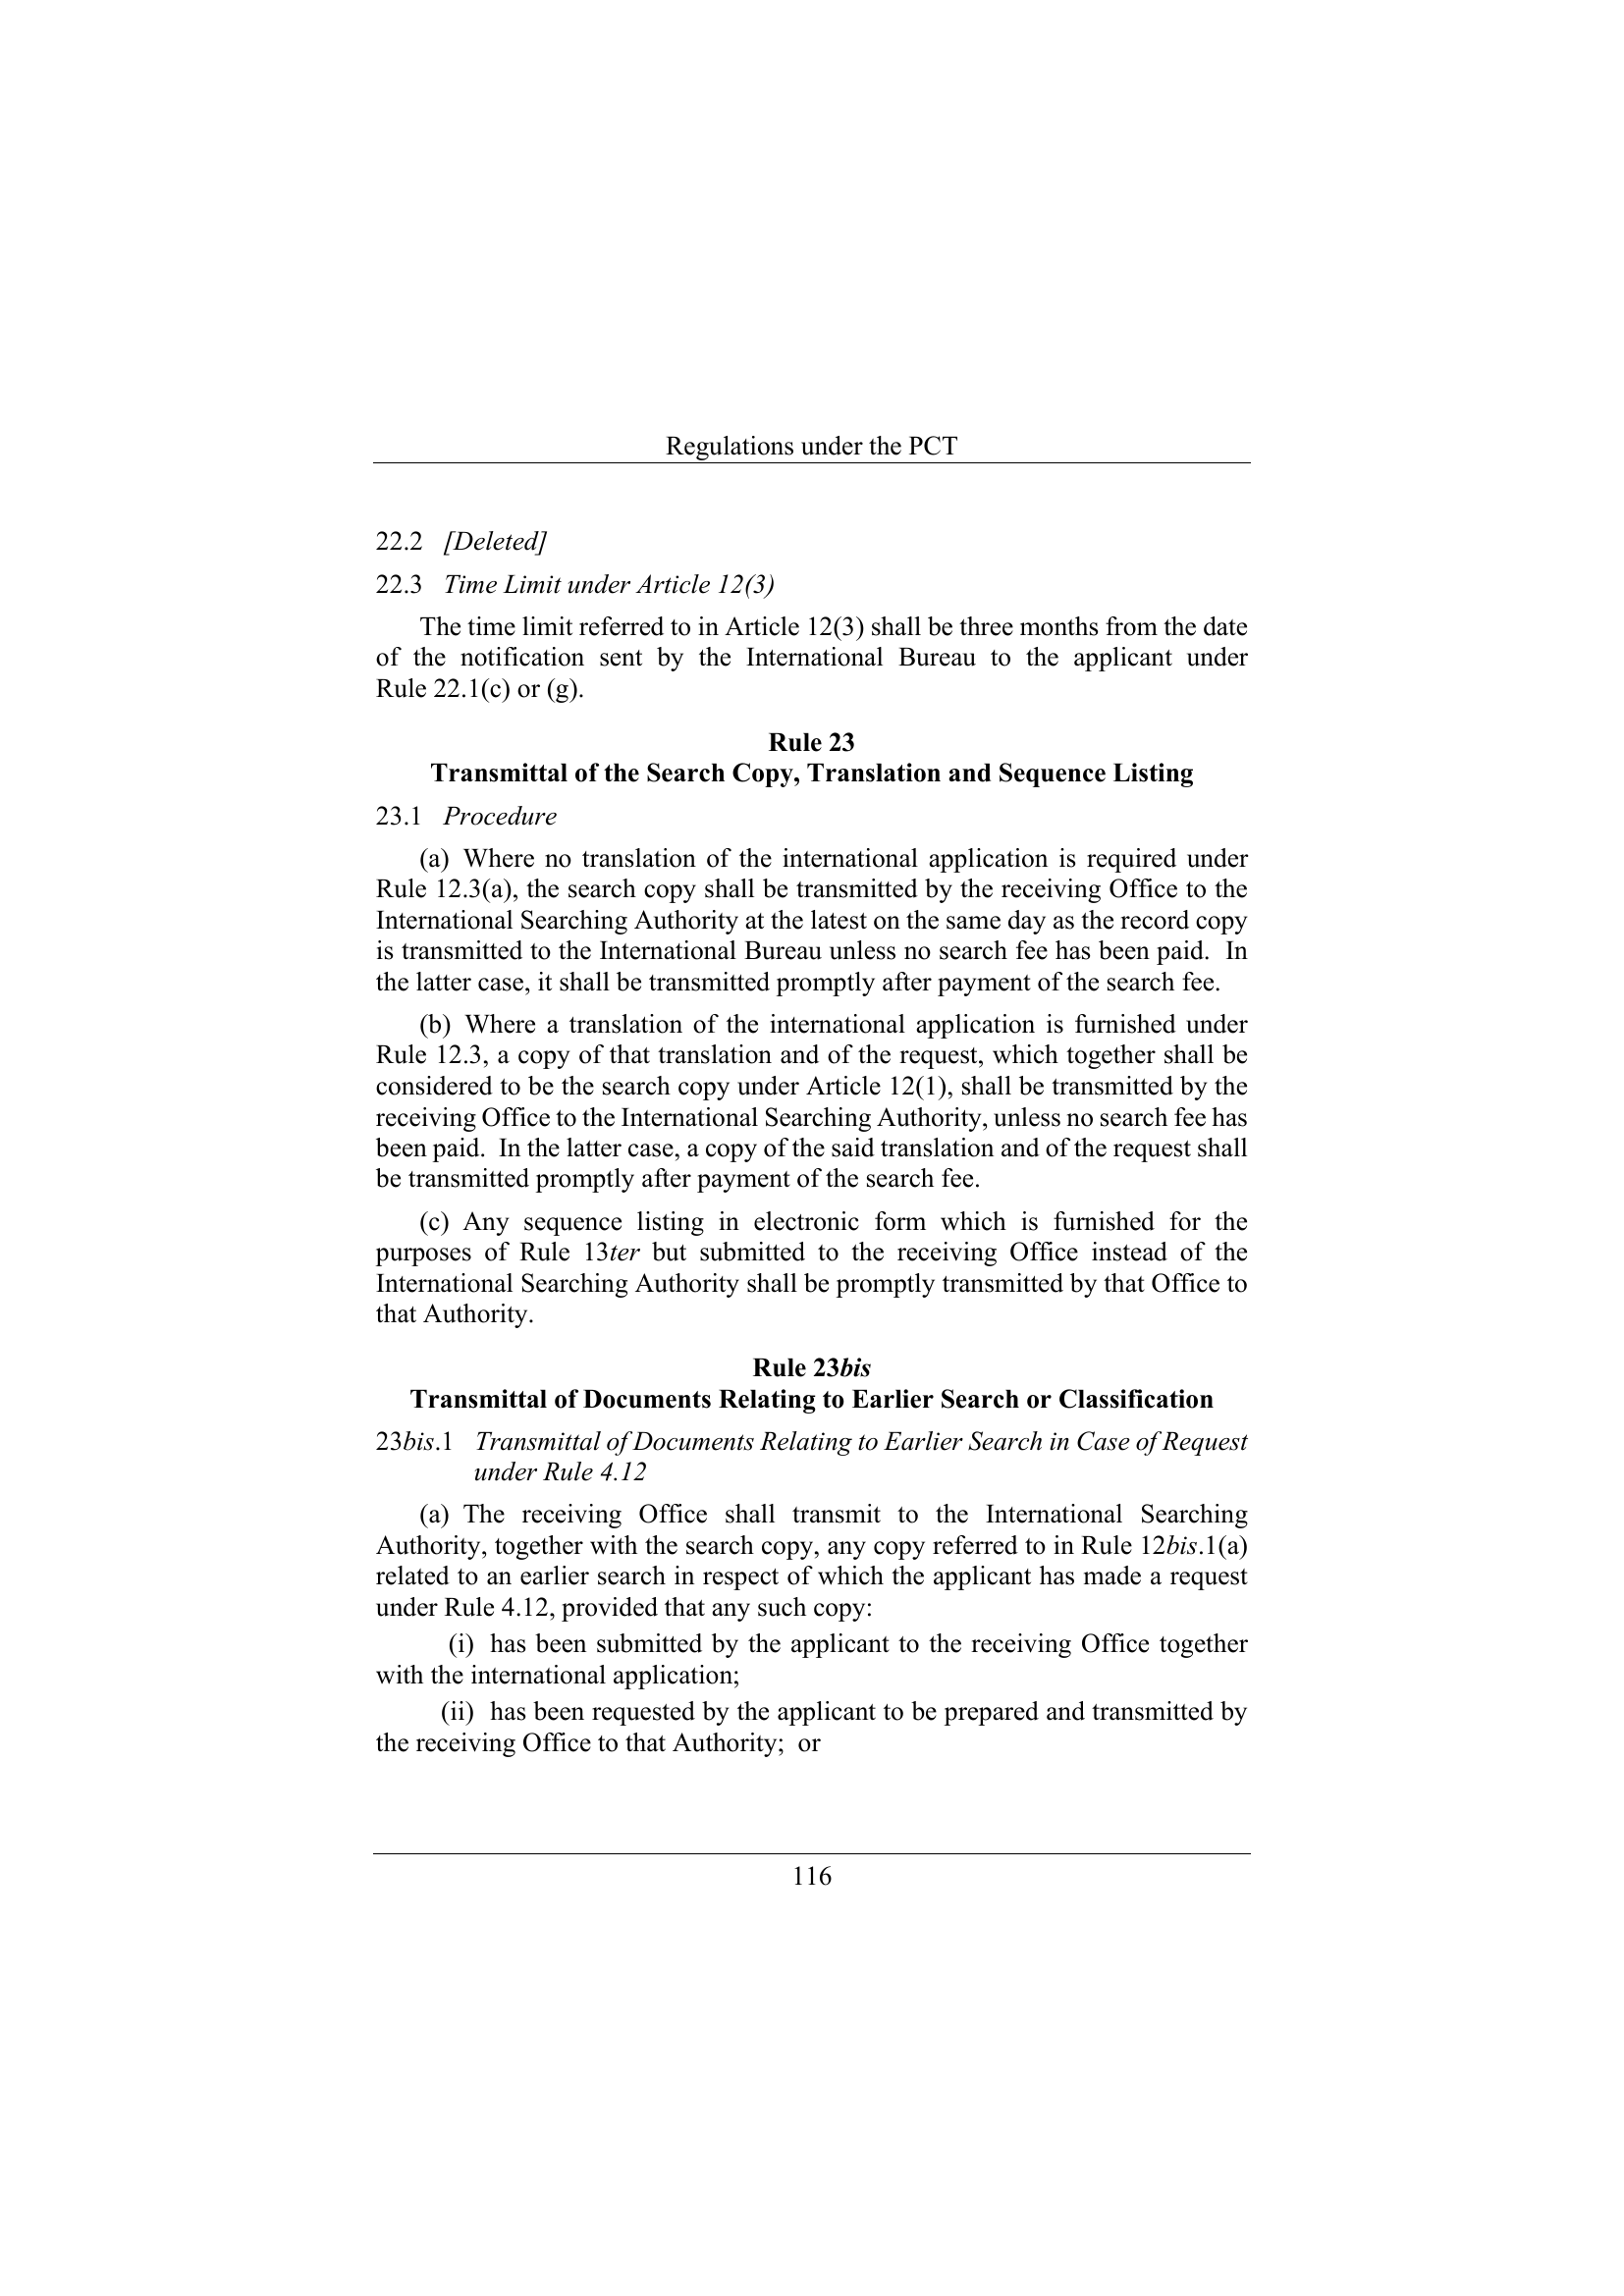 Regulations under the PCT
22.2 [Deleted]
22.3 Time Limit under Article 12(3)
The time limit referred to in Article 12(3) shall be three months from the date
of the notification sent by the International Bureau to the applicant under
Rule 22.1(c) or (g).
Rule 23
Transmittal of the Search Copy, Translation and Sequence Listing
23.1 Procedure
(a) Where no translation of the international application is required under
Rule 12.3(a), the search copy shall be transmitted by the receiving Office to the
International Searching Authority at the latest on the same day as the record copy
is transmitted to the International Bureau unless no search fee has been paid. In
the latter case, it shall be transmitted promptly after payment of the search fee.
(b) Where a translation of the international application is furnished under
Rule 12.3, a copy of that translation and of the request, which together shall be
considered to be the search copy under Article 12(1), shall be transmitted by the
receiving Office to the International Searching Authority, unless no search fee has
been paid. In the latter case, a copy of the said translation and of the request shall
be transmitted promptly after payment of the search fee.
(c) Any sequence listing in electronic form which is furnished for the
purposes of Rule 13ter but submitted to the receiving Office instead of the
International Searching Authority shall be promptly transmitted by that Office to
that Authority.
Rule 23bis
Transmittal of Documents Relating to Earlier Search or Classification
23bis.1 Transmittal of Documents Relating to Earlier Search in Case of Request
under Rule 4.12
(a) The receiving Office shall transmit to the International Searching
Authority, together with the search copy, any copy referred to in Rule 12bis.1(a)
related to an earlier search in respect of which the applicant has made a request
under Rule 4.12, provided that any such copy:
(i) has been submitted by the applicant to the receiving Office together
with the international application;
(ii) has been requested by the applicant to be prepared and transmitted by
the receiving Office to that Authority; or
116